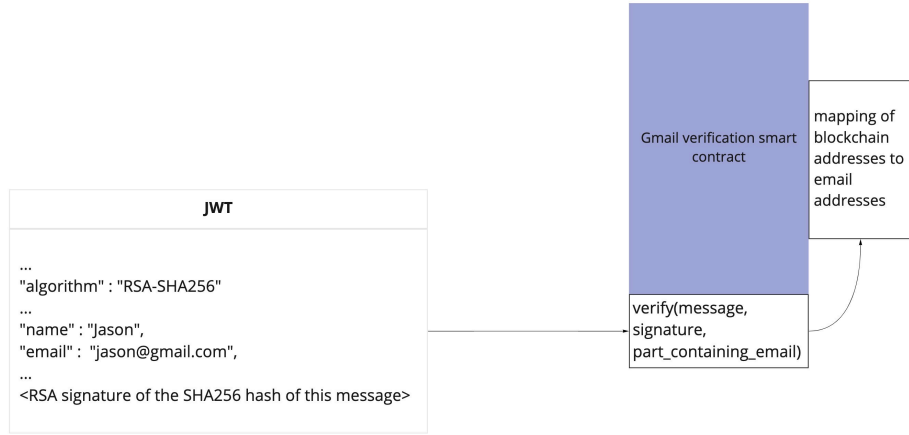 JWT
...
"algorithm" : "RSA-SHA256"
...
"name" : "Jason",
"email" :  "jason@gmail.com",
...
<RSA signature of the SHA256 hash of this message>
Gmail verification smart
contract
verify(message,
signature,
part_containing_email)
mapping of
blockchain
addresses to
email
addresses